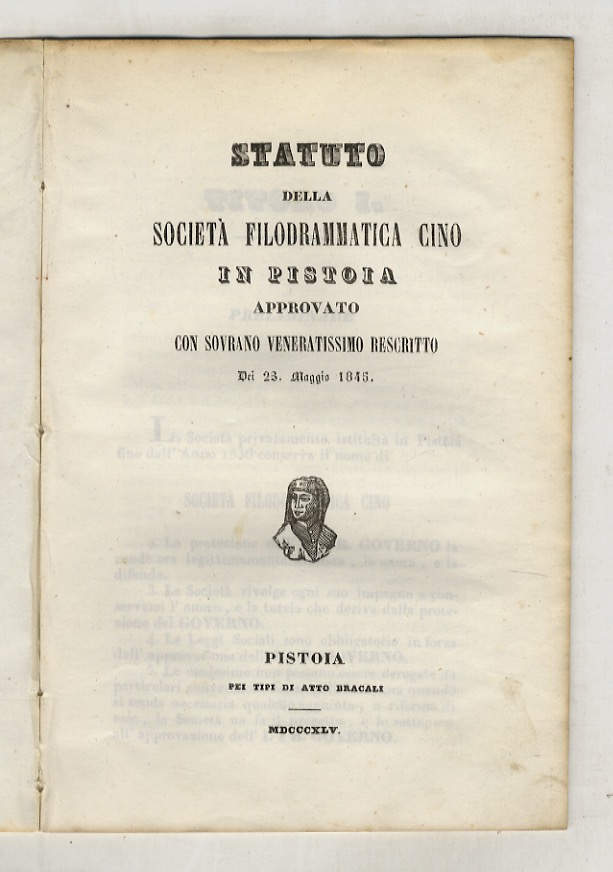 STATUTO
DELLA
SOCIETÀ FILODRAMMATICA CINO
IN PISTOIA
APPROVATO
CON SOVRANO VENERATISSIMO RESCRITTO
Dei 23. Maggio 1845.
PISTOIA
PEI TIPI DI ATTO BRACALI
MDCCCXLV.